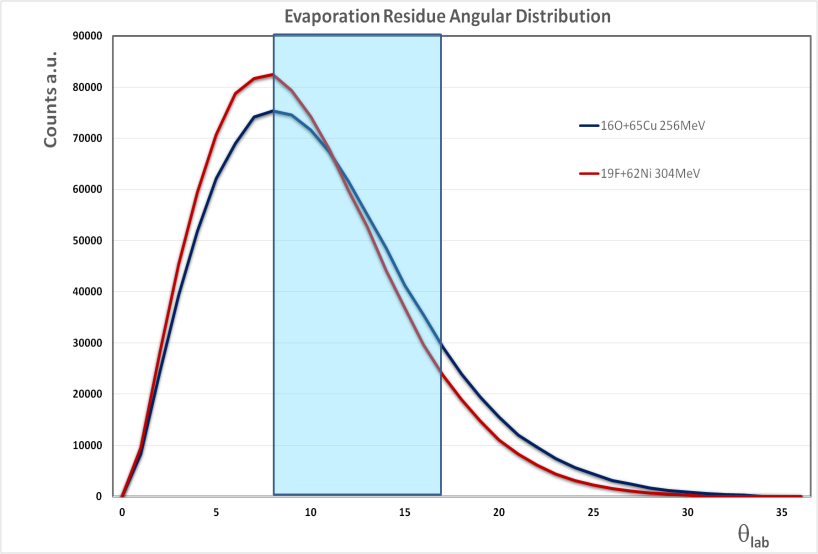 Evaporation Residue Angular Distribution
Counts a.u.
90000
80000
70000
60000
50000
40000
30000
20000
10000
0
16O+65Cu 256MeV
19F+62Ni 304MeV
0 5 10 15 20 25 30 35
θlab